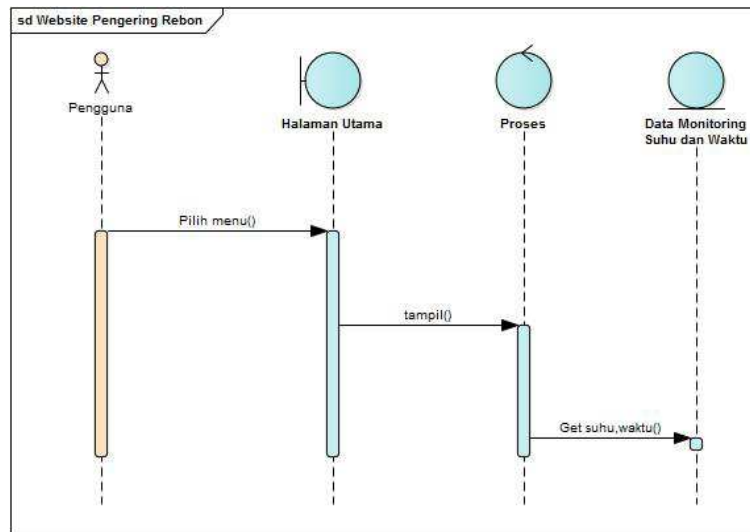 sd Website Pengering Rebon
Pengguna
Halaman Utama
Proses
Data Monitoring
Suhu dan Waktu
Pilih menu()
tampil()
Get suhu,waktu()